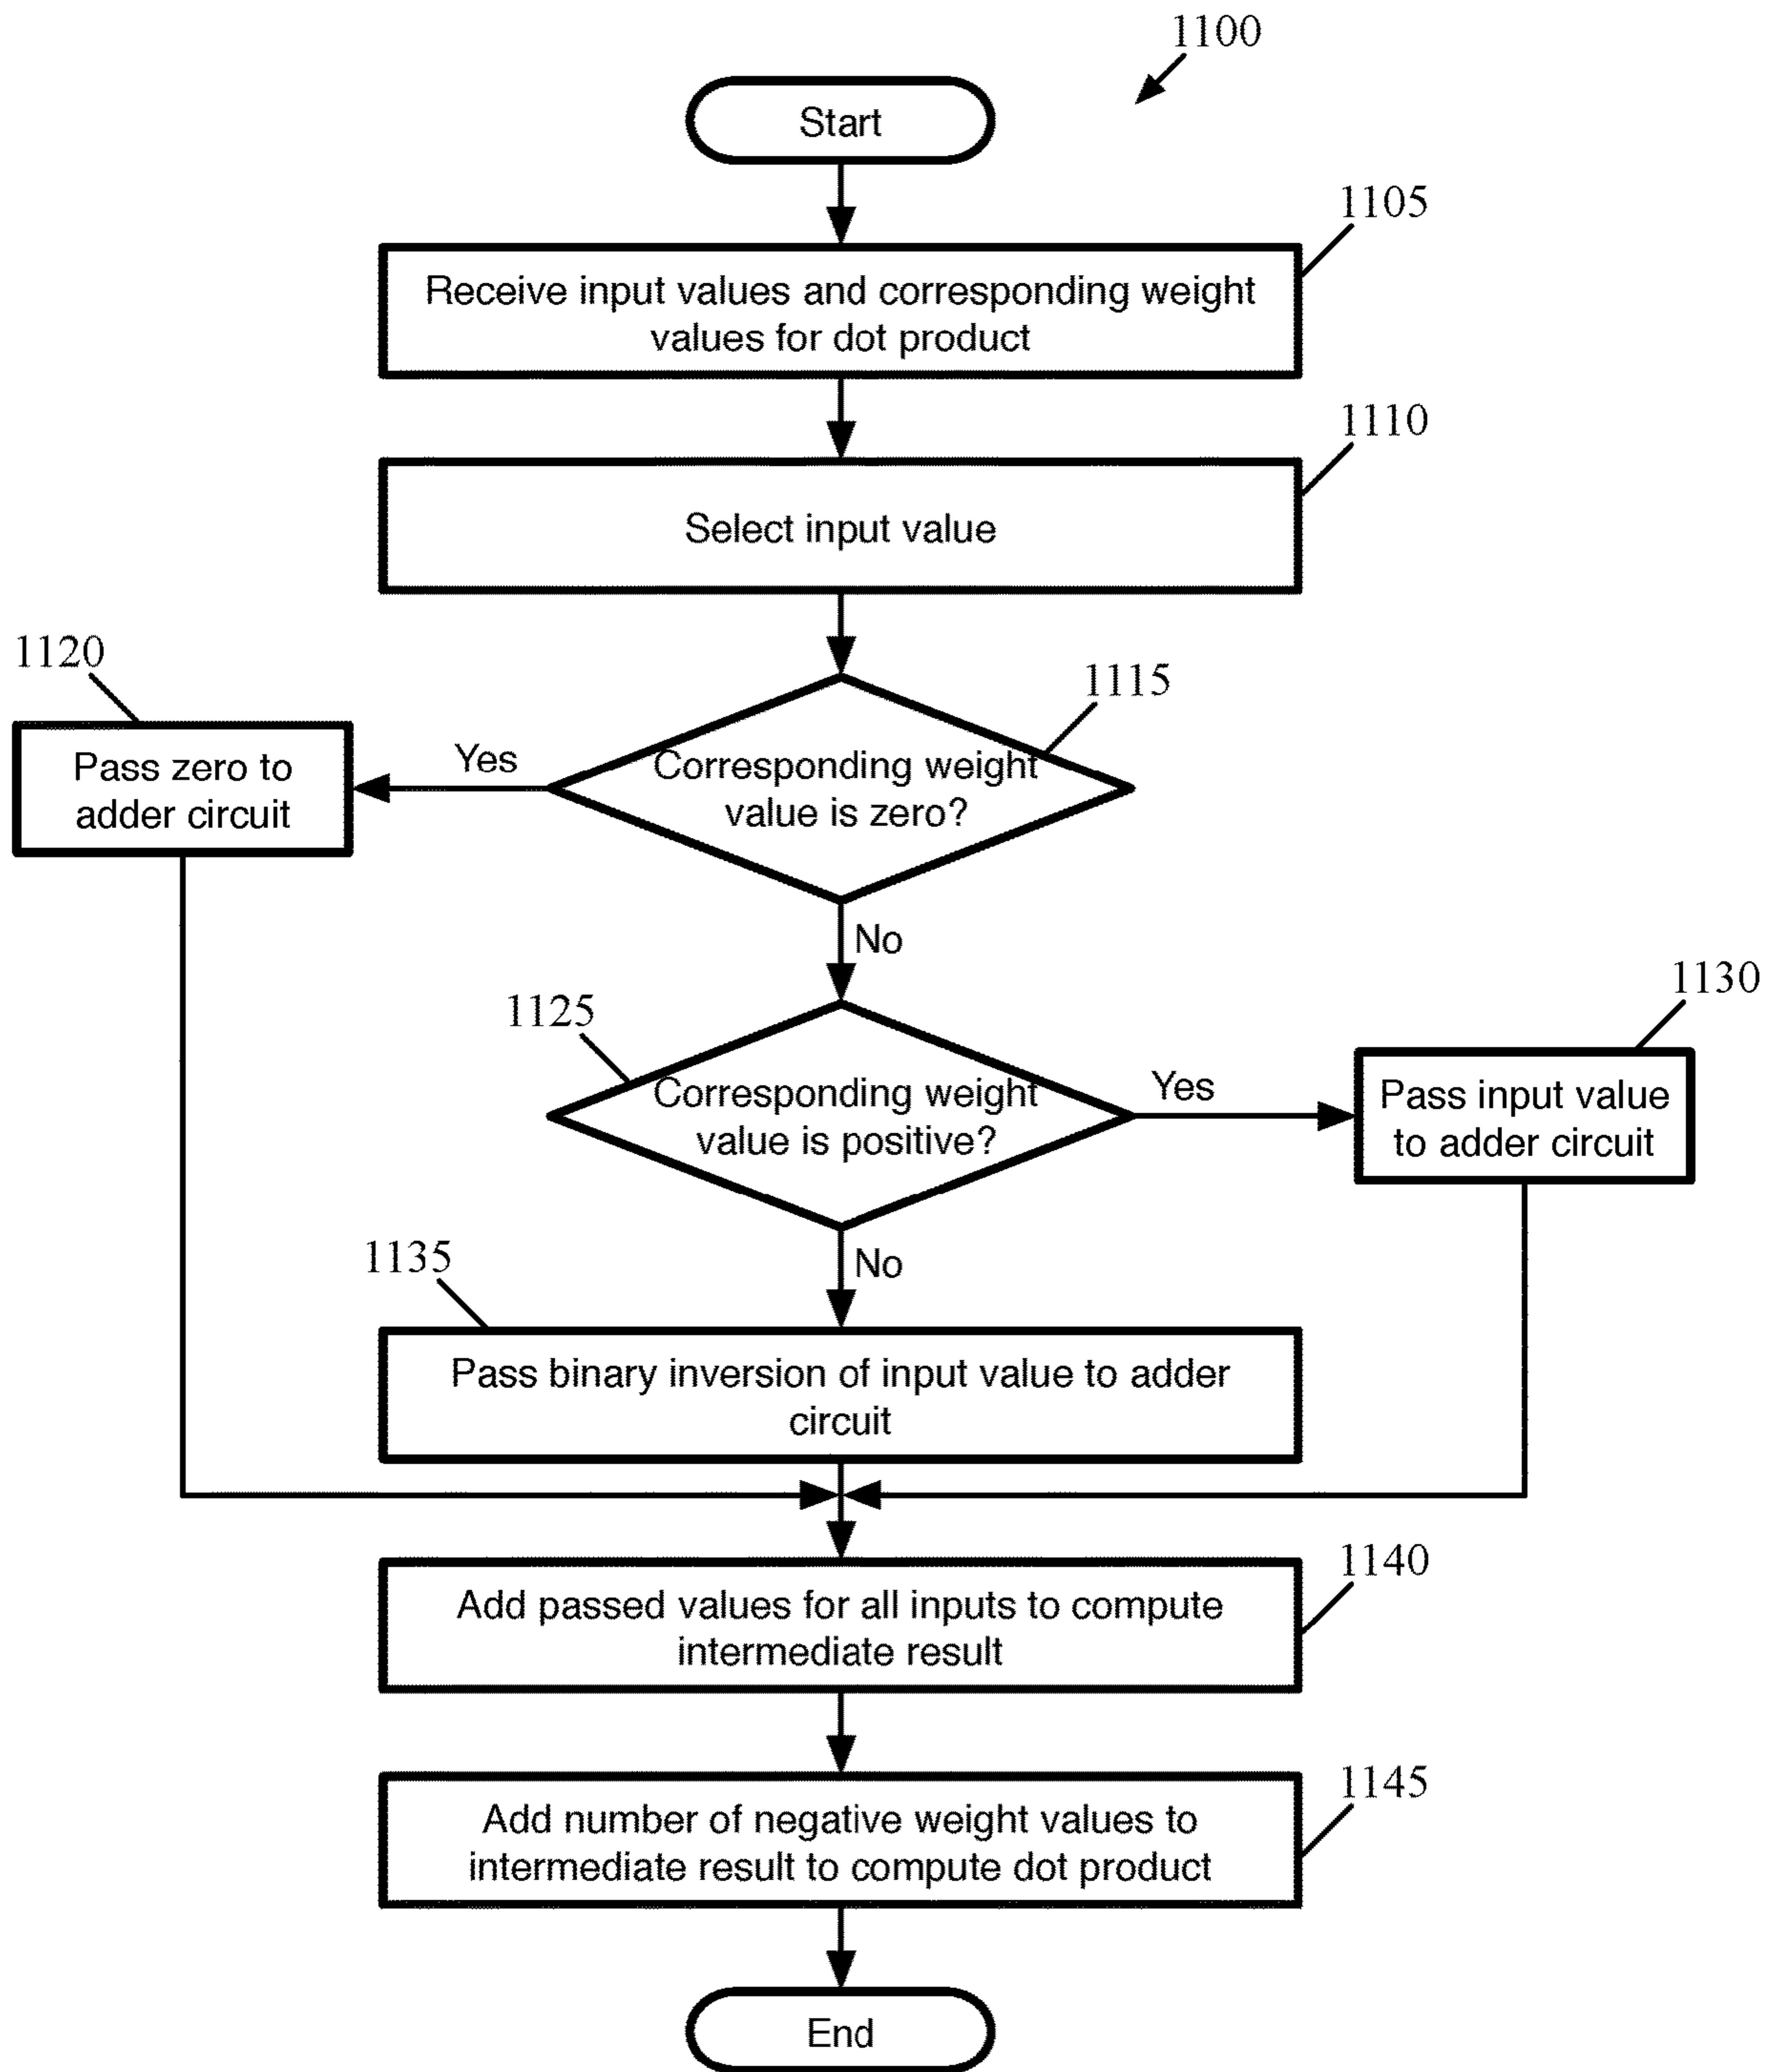 1100
Start
1105
Receive input values and corresponding weight
values for dot product
1110
Select input value
1120
1115
Pass zero to
adder circuit
Yes
Corresponding weight
value is zero?
No
1125
1130
Corresponding weight
value is positive?
Yes
Pass input value
to adder circuit
No
1135
Pass binary inversion of input value to adder
circuit
1140
Add passed values for all inputs to compute
intermediate result
1145
Add number of negative weight values to
intermediate result to compute dot product
End